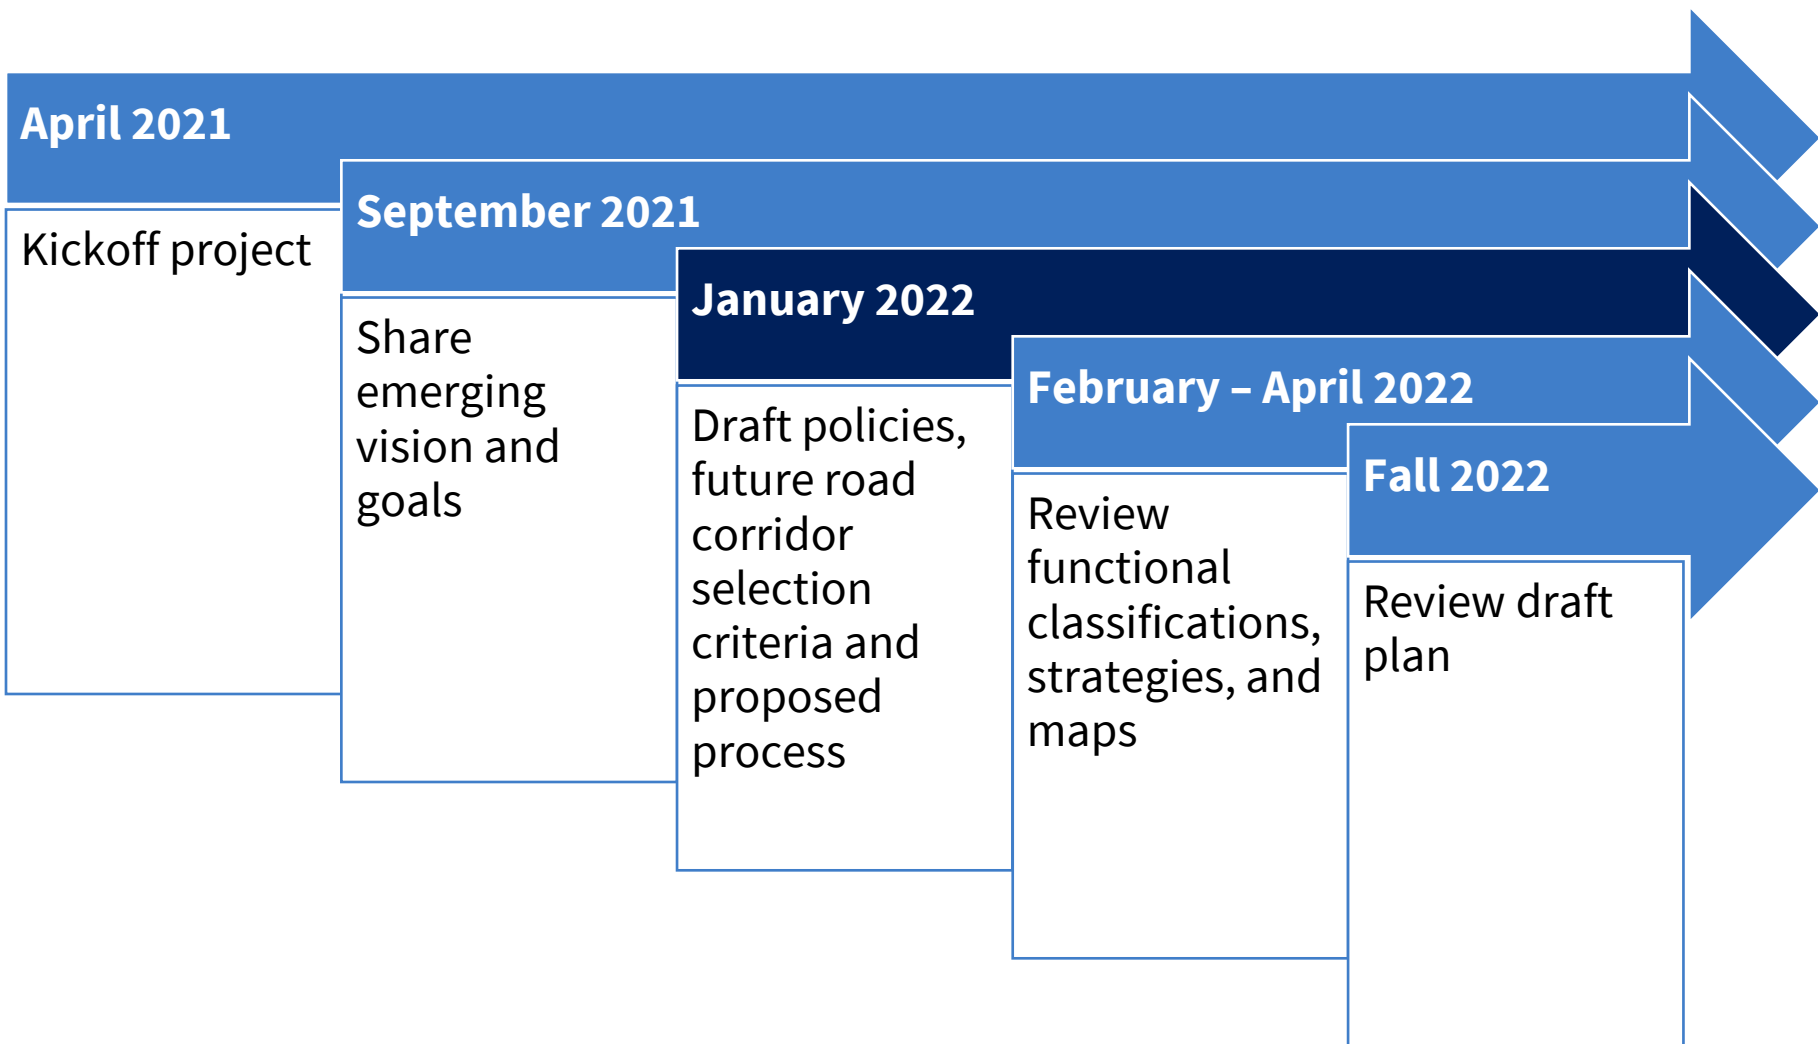 April 2021
Kickoff project
September 2021
Share
emerging
vision and
goals
January 2022
Draft policies,
future road
corridor
selection
criteria and
proposed
process
February – April 2022
Review
functional
classifications,
strategies, and
maps
Fall 2022
Review draft
plan